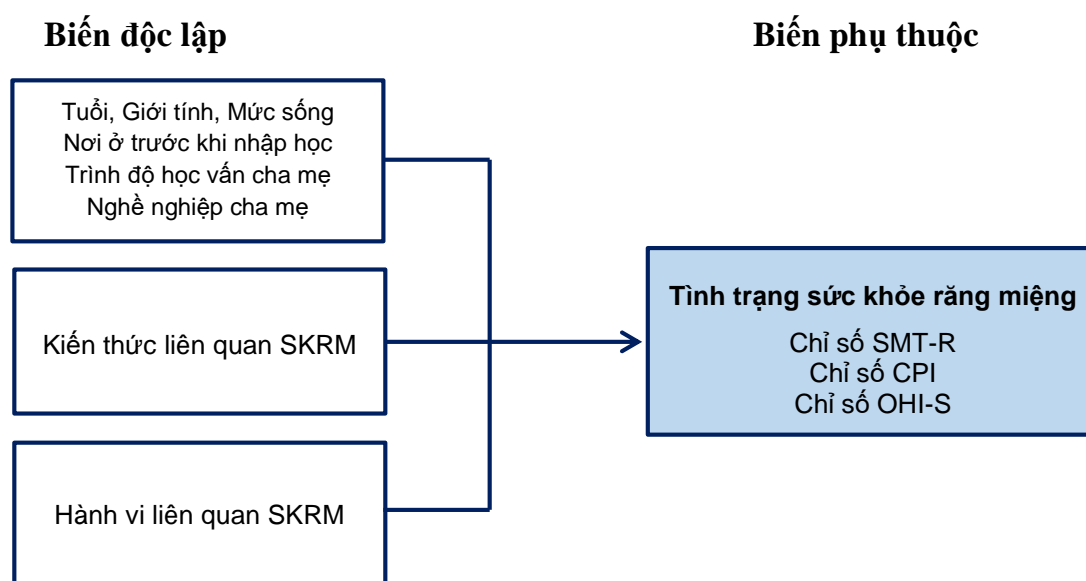 Biến độc lập
Biến phụ thuộc
Tuổi, Giới tính, Mức sống
Nơi ở trước khi nhập học
Trình độ học vấn cha mẹ
Nghề nghiệp cha mẹ
Kiến thức liên quan SKRM
Hành vi liên quan SKRM
Tình trạng sức khỏe răng miệng
Chỉ số SMT-R
Chỉ số CPI
Chỉ số OHI-S